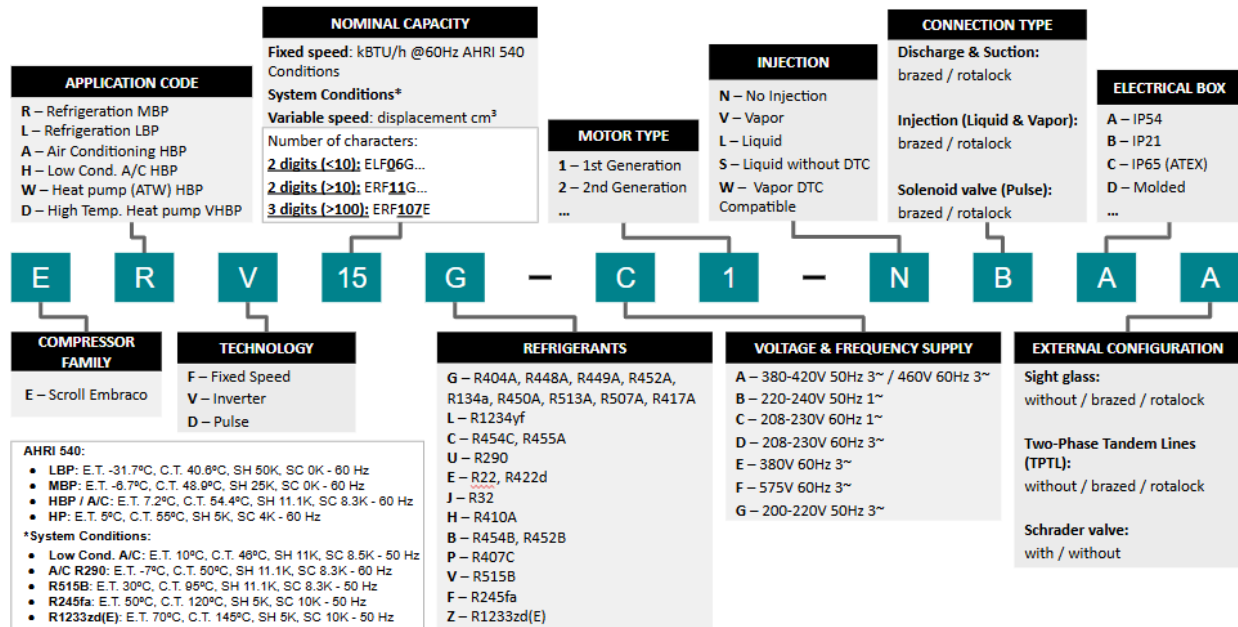 NOMINAL CAPACITY
Fixed speed: kBTU/h @60Hz AHRI 540
Conditions
System Conditions*
Variable speed: displacement cm³
Number of characters:
2 digits (<10): ELF06G...
2 digits (>10): ERF11G...
3 digits (>100): ERF107E
CONNECTION TYPE
Discharge & Suction:
brazed / rotalock
Injection (Liquid & Vapor):
brazed / rotalock
Solenoid valve (Pulse):
brazed / rotalock
APPLICATION CODE
R – Refrigeration MBP
L – Refrigeration LBP
A – Air Conditioning HBP
H – Low Cond. A/C HBP
W – Heat pump (ATW) HBP
D – High Temp. Heat pump VHBP
INJECTION
N – No Injection
V – Vapor
L – Liquid
S – Liquid without DTC
W – Vapor DTC
Compatible
ELECTRICAL BOX
A – IP54
B – IP21
C – IP65 (ATEX)
D – Molded
...
MOTOR TYPE
1 - 1st Generation
2 - 2nd Generation
...
E R V 15 G – C 1 – N B A A
COMPRESSOR
FAMILY
E – Scroll Embraco
TECHNOLOGY
F – Fixed Speed
V – Inverter
D – Pulse
REFRIGERANTS
G – R404A, R448A, R449A, R452A,
R134a, R450A, R513A, R507A, R417A
L – R1234yf
C – R454C, R455A
U – R290
E – R22, R422d
J – R32
H – R410A
B – R454B, R452B
P – R407C
V – R515B
F – R245fa
Z – R1233zd(E)
VOLTAGE & FREQUENCY SUPPLY
A – 380-420V 50Hz 3~ / 460V 60Hz 3~
B – 220-240V 50Hz 1~
C – 208-230V 60Hz 1~
D – 208-230V 60Hz 3~
E – 380V 60Hz 3~
F – 575V 60Hz 3~
G – 200-220V 50Hz 3~
EXTERNAL CONFIGURATION
Sight glass:
without / brazed / rotalock
Two-Phase Tandem Lines
(TPTL):
without / brazed / rotalock
Schrader valve:
with / without
AHRI 540:
• LBP: E.T. -31.7ºC, C.T. 40.6ºC, SH 50K, SC 0K - 60 Hz
• MBP: E.T. -6.7ºC, C.T. 48.9ºC, SH 25K, SC 0K - 60 Hz
• HBP / A/C: E.T. 7.2ºC, C.T. 54.4ºC, SH 11.1K, SC 8.3K - 60 Hz
• HP: E.T. 5ºC, C.T. 55ºC, SH 5K, SC 4K - 60 Hz
*System Conditions:
• Low Cond. A/C: E.T. 10ºC, C.T. 46ºC, SH 11K, SC 8.5K - 50 Hz
• A/C R290: E.T. -7ºC, C.T. 50ºC, SH 11.1K, SC 8.3K - 60 Hz
• R515B: E.T. 30ºC, C.T. 95ºC, SH 11.1K, SC 8.3K - 50 Hz
• R245fa: E.T. 50ºC, C.T. 120ºC, SH 5K, SC 10K - 50 Hz
• R1233zd(E): E.T. 70ºC, C.T. 145ºC, SH 5K, SC 10K - 50 Hz